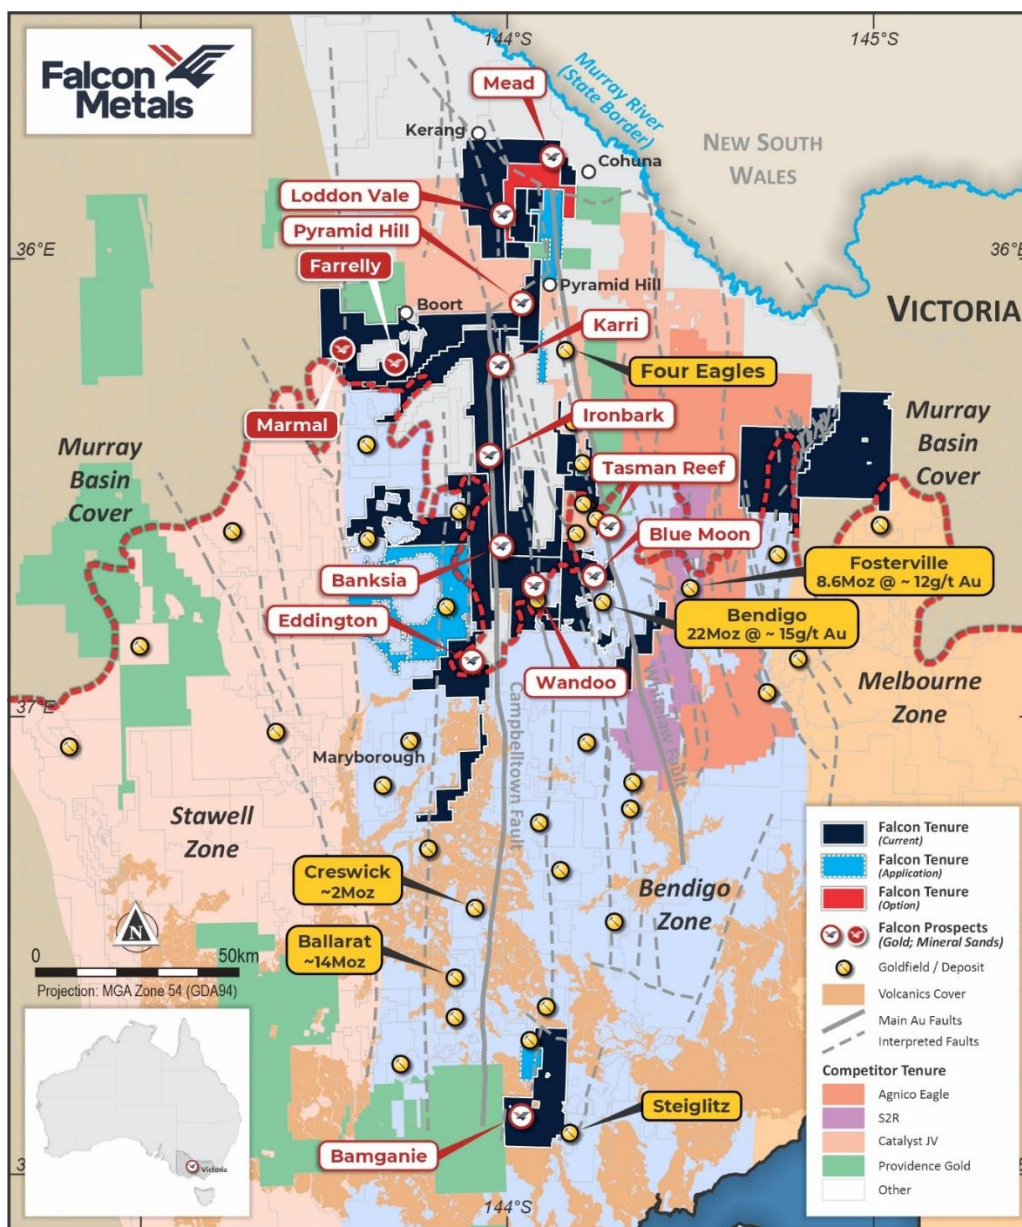 Falcon
Metals
144°S
145°S
Mead
Murray River
(State Border)
Kerang
Cohuna
NEW SOUTH
WALES
Loddon Vale
Pyramid Hill
36°E
36°E
Farrelly
Pyramid Hill
Boort
VICTORIA
Karri
Four Eagles
Marmal
Ironbark
Murray
Basin
Cover
Murray
Basin
Cover
Tasman Reef
Blue Moon
Banksia
Fosterville
8.6Moz @ ~ 12g/t Au
Eddington
Bendigo
22Moz @ ~ 15g/t Au
Wandoo
Melbourne
Zone
37°E
Campbelltown Fault
Whitelaw Fault
Maryborough
Stawell
Zone
Creswick
~2Moz
Bendigo
Zone
Ballarat
~14Moz
N
0 50km
Projection: MGA Zone 54 (GDA94)
Victoria
Steiglitz
Bamganie
144°S
Falcon Tenure
(Current)
Falcon Tenure
(Application)
Falcon Tenure
(Option)
Falcon Prospects
(Gold; Mineral Sands)
Goldfield / Deposit
Volcanics Cover
Main Au Faults
Interpreted Faults
Competitor Tenure
Agnico Eagle
S2R
Catalyst JV
Providence Gold
Other